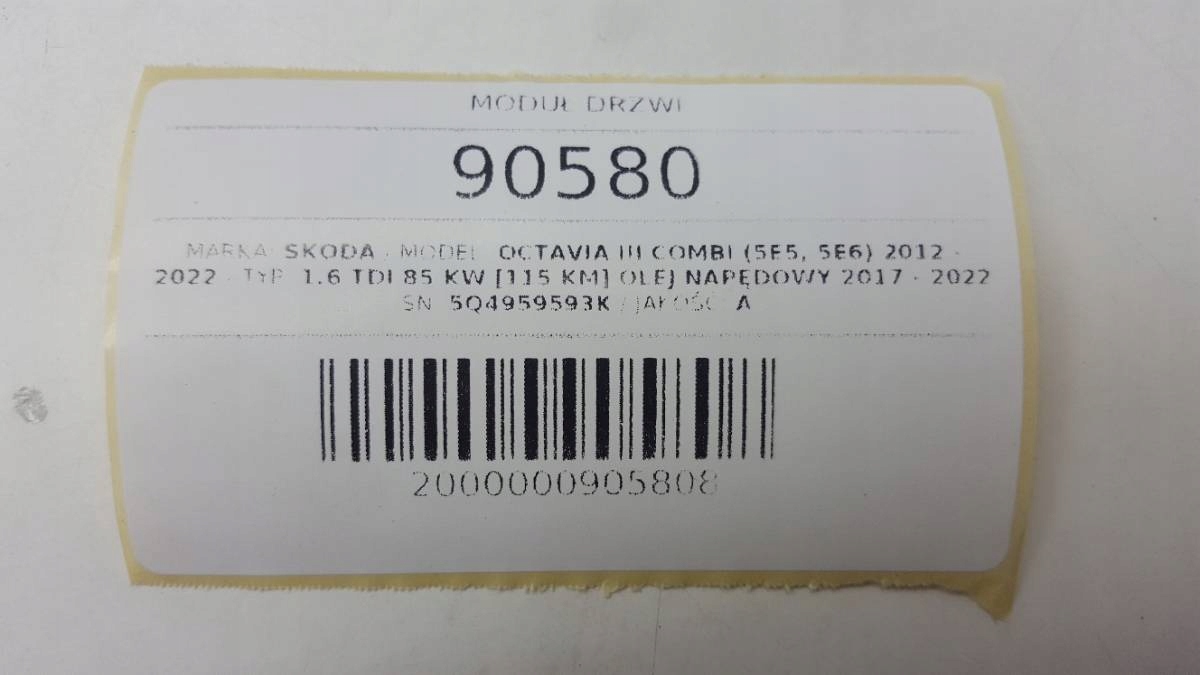 MODUŁ DRZWI
90580
MARKA: SKODA / MODEL: OCTAVIA III COMBI (5E5, 5E6) 2012 -
2022 / TYP: 1.6 TDI 85 KW [115 KM] OLEJ NAPĘDOWY 2017 - 2022
SN: 5Q4959593K / JAKOŚĆ: A
2000000905808